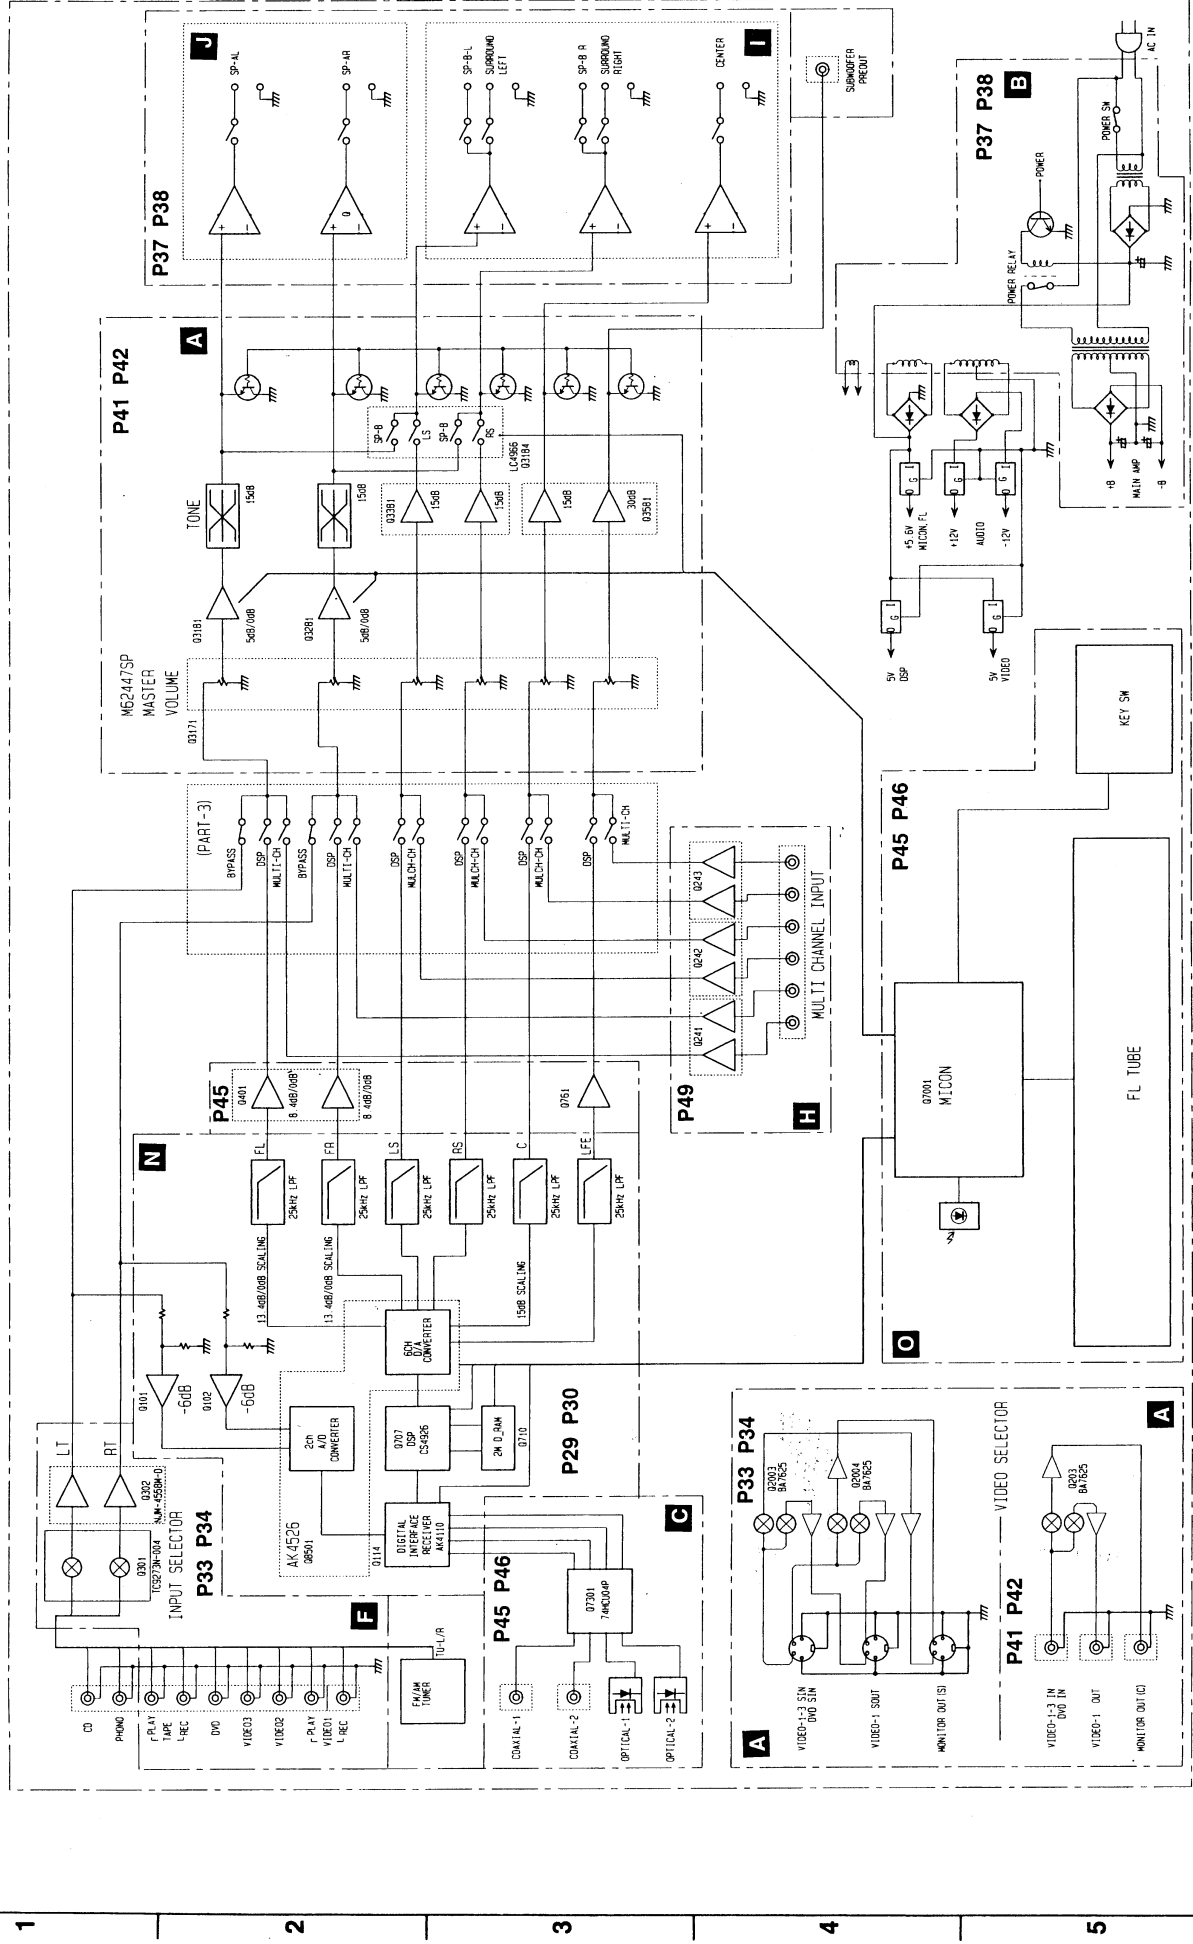 J
SP-AL
SP-AR
P37 P38
I
SP-B-L
SURROUND
LEFT
SP-B R
SURROUND
RIGHT
CENTER
SUBWOOFER
PREOUT
P37 P38
B
AC IN
POWER SW
POWER
POWER RELAY
+B
MAIN AMP
-B
+5.6V
MICON,FL
+12V
AUDIO
-12V
5V
DSP
5V
VIDEO
O G I
O G I
O G I
O G I
O G I
P41 P42
A
TONE
15dB
15dB
SP-B
LS
SP-B
RS
LC4966
Q3184
Q3381
15dB
15dB
15dB
30dB
Q3581
Q3181
5dB/0dB
Q3281
5dB/0dB
M62447SP
MASTER
VOLUME
Q3171
(PART-3)
BYPASS
DSP
MULTI-CH
BYPASS
DSP
MULTI-CH
DSP
MULCH-CH
DSP
MULCH-CH
DSP
MULCH-CH
DSP
MULTI-CH
Q243
Q242
Q241
MULTI CHANNEL INPUT
P49
H
P45
Q401
8.4dB/0dB
8.4dB/0dB
Q761
N
FL
25kHz LPF
FR
25kHz LPF
LS
25kHz LPF
RS
25kHz LPF
C
25kHz LPF
LFE
25kHz LPF
13.4dB/0dB SCALING
13.4dB/0dB SCALING
15dB SCALING
6CH
D/A
CONVERTER
Q101
-6dB
Q102
-6dB
2ch
A/D
CONVERTER
AK4526
Q8501
Q707
DSP
CS4926
2M D_RAM
Q710
Q114
DIGITAL
INTERFACE
RECEIVER
AK4110
P29 P30
LT
RT
Q302
NJM-4558M-D
Q301
TC9273N-004
INPUT SELECTOR
P33 P34
F
CD
PHONO
PLAY
TAPE
REC
DVD
VIDEO3
VIDEO2
PLAY
VIDEO1
REC
TU-L/R
FM/AM
TUNER
P45 P46
C
Q7301
74HCU04P
COAXIAL-1
COAXIAL-2
OPTICAL-1
OPTICAL-2
P45 P46
O
KEY SW
Q7001
MICON
FL TUBE
P33 P34
A
Q2003
BA7625
Q2004
BA7625
VIDEO-1-3 SIN
DVD SIN
VIDEO-1 SOUT
MONITOR OUT(S)
VIDEO SELECTOR
A
P41 P42
Q203
BA7625
VIDEO-1-3 IN
DVD IN
VIDEO-1 OUT
MONITOR OUT(C)
1
2
3
4
5